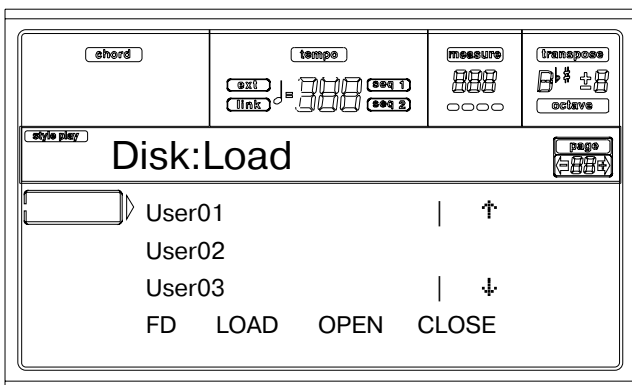 chord
tempo
measure
transpose
ext
link
seq 1
seq 2
octave
style play
Disk:Load
page
User01
User02
User03
FD LOAD OPEN CLOSE